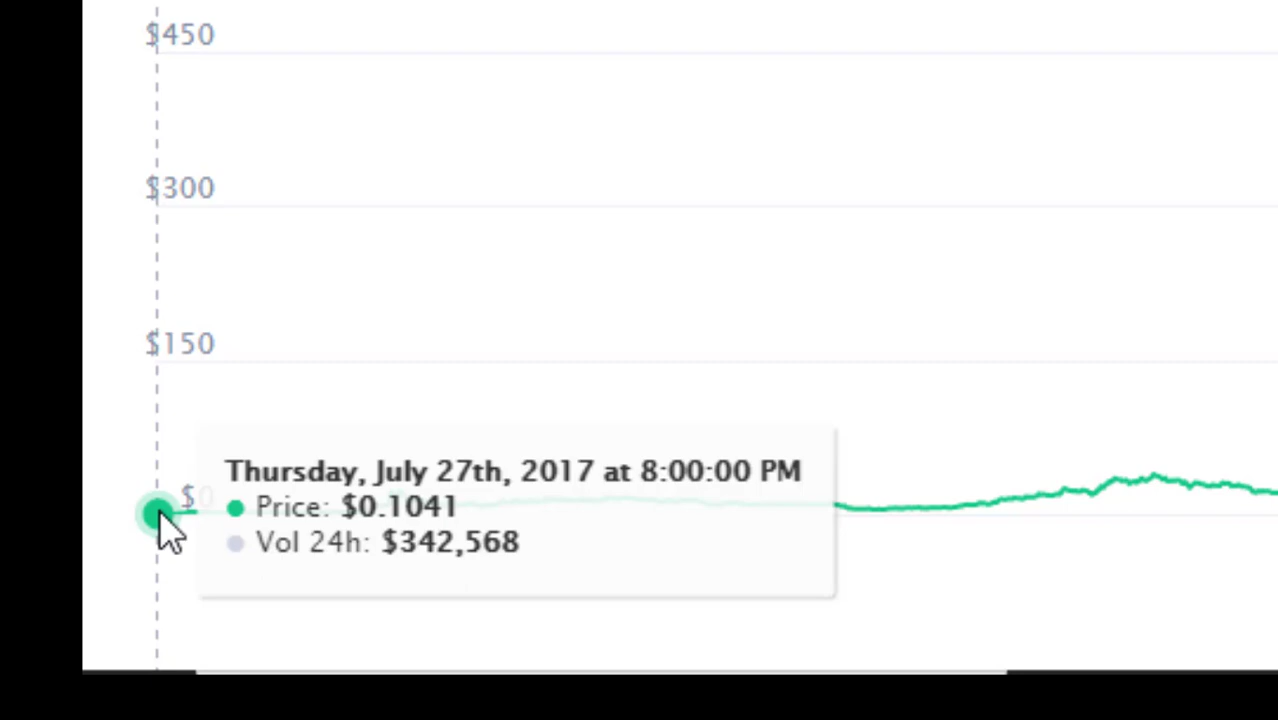 $450
$300
$150
$0
Thursday, July 27th, 2017 at 8:00:00 PM
Price: $0.1041
Vol 24h: $342,568